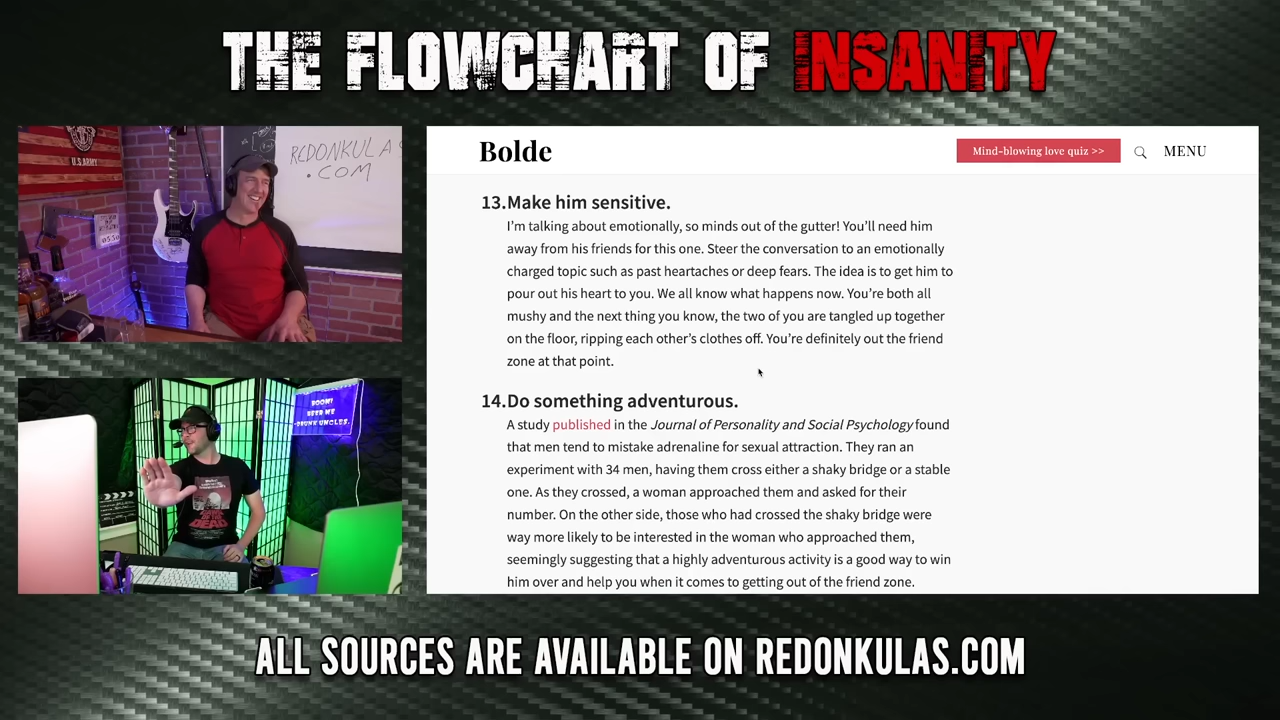 THE FLOWCHART OF INSANITY
U.S. ARMY
REDONKULAS
.COM
Bolde
Mind-blowing love quiz >>
MENU
13.Make him sensitive.
I'm talking about emotionally, so minds out of the gutter! You'll need him
away from his friends for this one. Steer the conversation to an emotionally
charged topic such as past heartaches or deep fears. The idea is to get him to
pour out his heart to you. We all know what happens now. You're both all
mushy and the next thing you know, the two of you are tangled up together
on the floor, ripping each other's clothes off. You're definitely out the friend
zone at that point.
14.Do something adventurous.
A study published in the Journal of Personality and Social Psychology found
that men tend to mistake adrenaline for sexual attraction. They ran an
experiment with 34 men, having them cross either a shaky bridge or a stable
one. As they crossed, a woman approached them and asked for their
number. On the other side, those who had crossed the shaky bridge were
way more likely to be interested in the woman who approached them,
seemingly suggesting that a highly adventurous activity is a good way to win
him over and help you when it comes to getting out of the friend zone.
BOOM!
BEER ME
-DRUNK UNCLES.
DEAD
ALL SOURCES ARE AVAILABLE ON REDONKULAS.COM